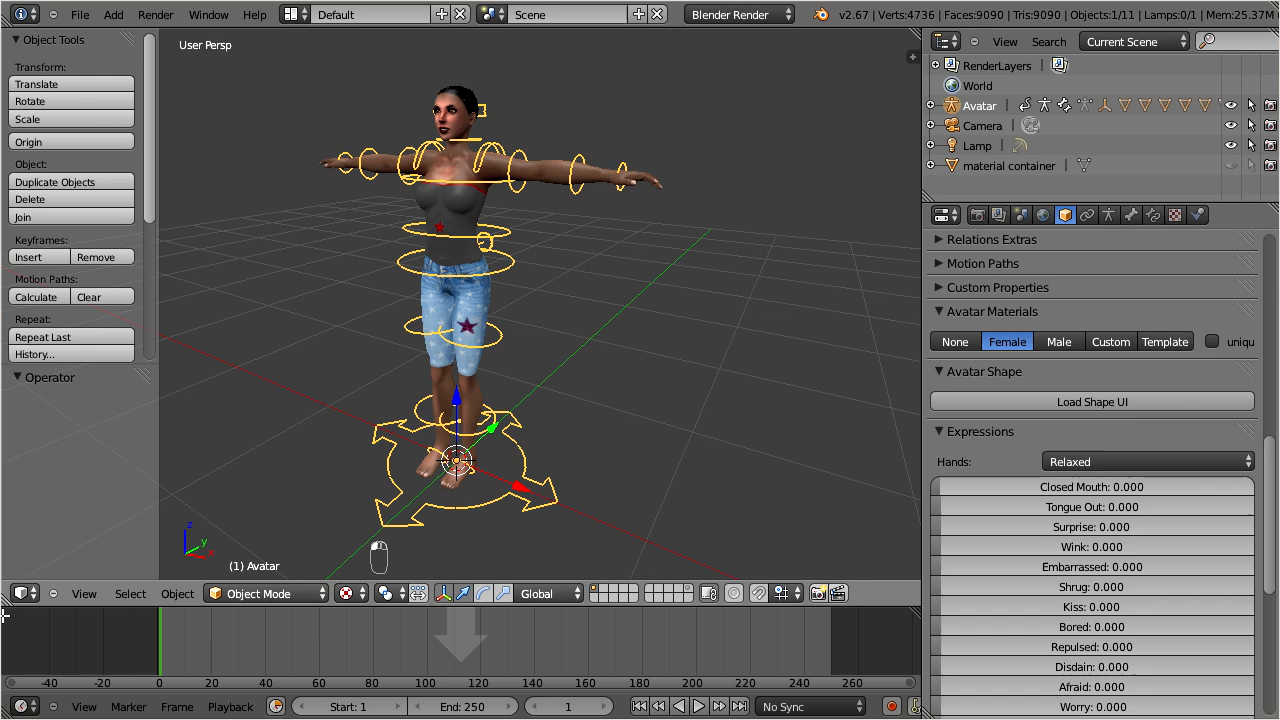 File Add Render Window Help Default Scene Blender Render v2.67 | Verts:4736 | Faces:9090 | Tris:9090 | Objects:1/11 | Lamps:0/1 | Mem:25.37M
Object Tools
Transform:
Translate
Rotate
Scale
Origin
Object:
Duplicate Objects
Delete
Join
Keyframes:
Insert Remove
Motion Paths:
Calculate Clear
Repeat:
Repeat Last
History...
Operator
User Persp
z
y
x
(1) Avatar
View Select Object Object Mode Global
-40 -20 0 20 40 60 80 100 120 140 160 180 200 220 240 260
View Marker Frame Playback Start: 1 End: 250 1 No Sync
View Search Current Scene
RenderLayers
World
Avatar
Camera
Lamp
material container
Relations Extras
Motion Paths
Custom Properties
Avatar Materials
None Female Male Custom Template uniqu
Avatar Shape
Load Shape UI
Expressions
Hands: Relaxed
Closed Mouth: 0.000
Tongue Out: 0.000
Surprise: 0.000
Wink: 0.000
Embarrassed: 0.000
Shrug: 0.000
Kiss: 0.000
Bored: 0.000
Repulsed: 0.000
Disdain: 0.000
Afraid: 0.000
Worry: 0.000